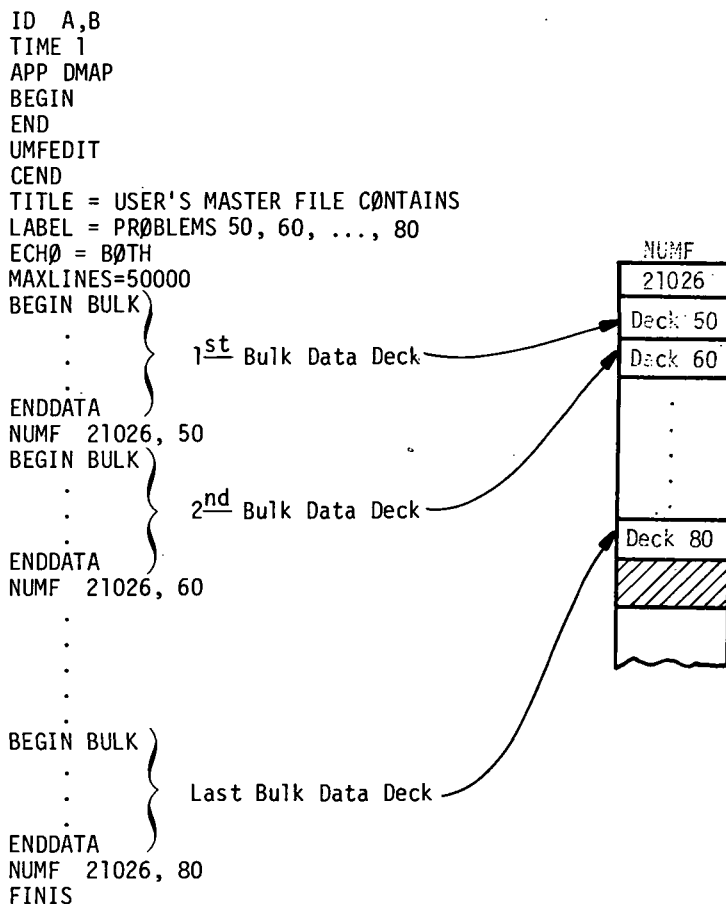 ID A,B
TIME 1
APP DMAP
BEGIN
END
UMFEDIT
CEND
TITLE = USER'S MASTER FILE CØNTAINS
LABEL = PRØBLEMS 50, 60, ..., 80
ECHØ = BØTH
MAXLINES=50000
BEGIN BULK
.
.
.
1st Bulk Data Deck
ENDDATA
NUMF 21026, 50
BEGIN BULK
.
.
.
2nd Bulk Data Deck
ENDDATA
NUMF 21026, 60
.
.
.
.
.
BEGIN BULK
.
.
.
Last Bulk Data Deck
ENDDATA
NUMF 21026, 80
FINIS
NUMF
21026
Deck 50
Deck 60
.
.
.
.
.
Deck 80